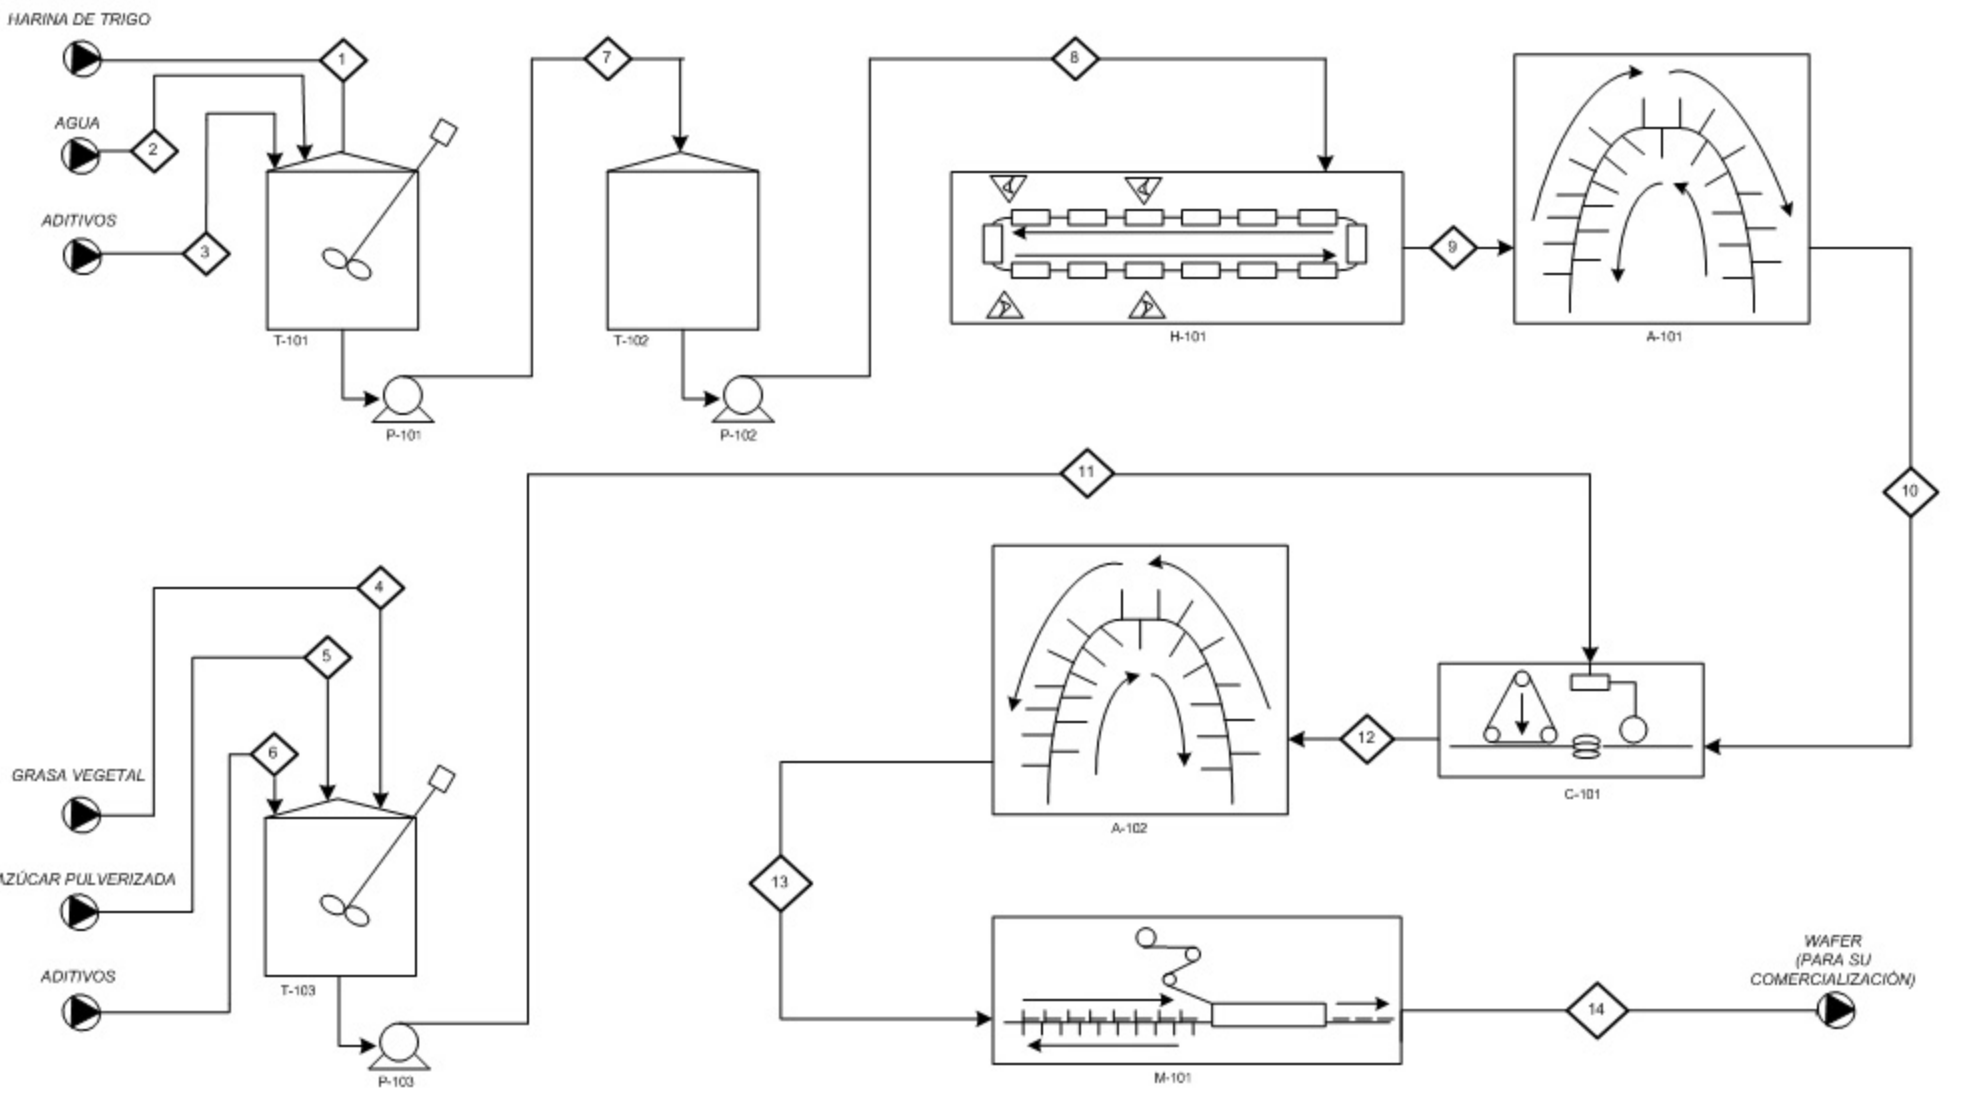 HARINA DE TRIGO
1
7
8
AGUA
2
ADITIVOS
3
9
T-101
T-102
H-101
A-101
P-101
P-102
11
10
4
5
6
12
GRASA VEGETAL
C-101
A-102
AZÚCAR PULVERIZADA
13
ADITIVOS
WAFER
(PARA SU
COMERCIALIZACIÓN)
T-103
14
P-103
M-101